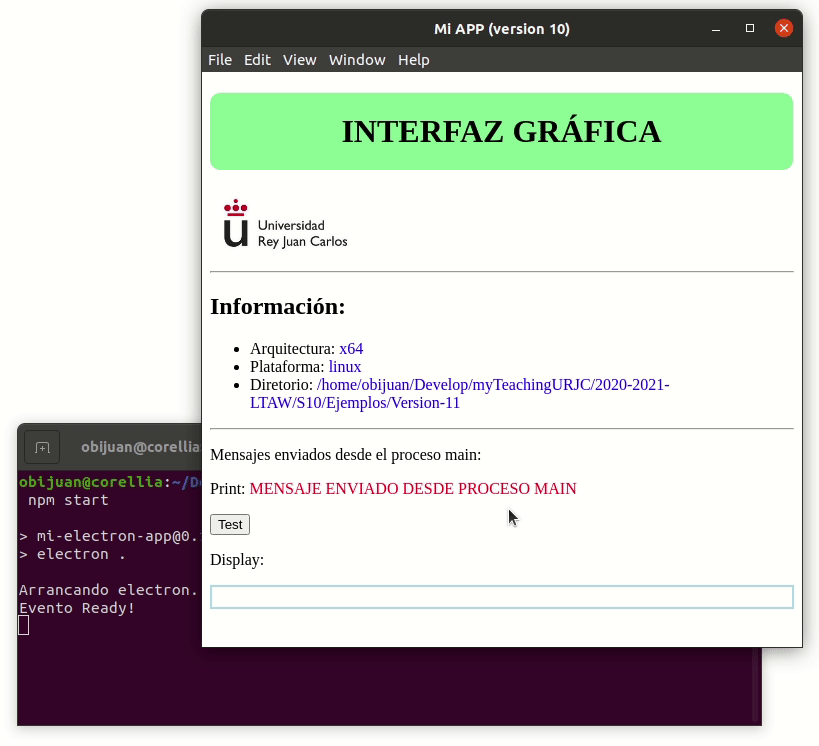 Mi APP (version 10)
File Edit View Window Help
INTERFAZ GRÁFICA
Universidad
Rey Juan Carlos
Información:
Arquitectura: x64
Plataforma: linux
Diretorio: /home/obijuan/Develop/myTeachingURJC/2020-2021-
LTAW/S10/Ejemplos/Version-11
Mensajes enviados desde el proceso main:
Print: MENSAJE ENVIADO DESDE PROCESO MAIN
Test
Display:
obijuan@corellia:
obijuan@corellia:~/D
npm start
> mi-electron-app@0.
> electron .
Arrancando electron.
Evento Ready!